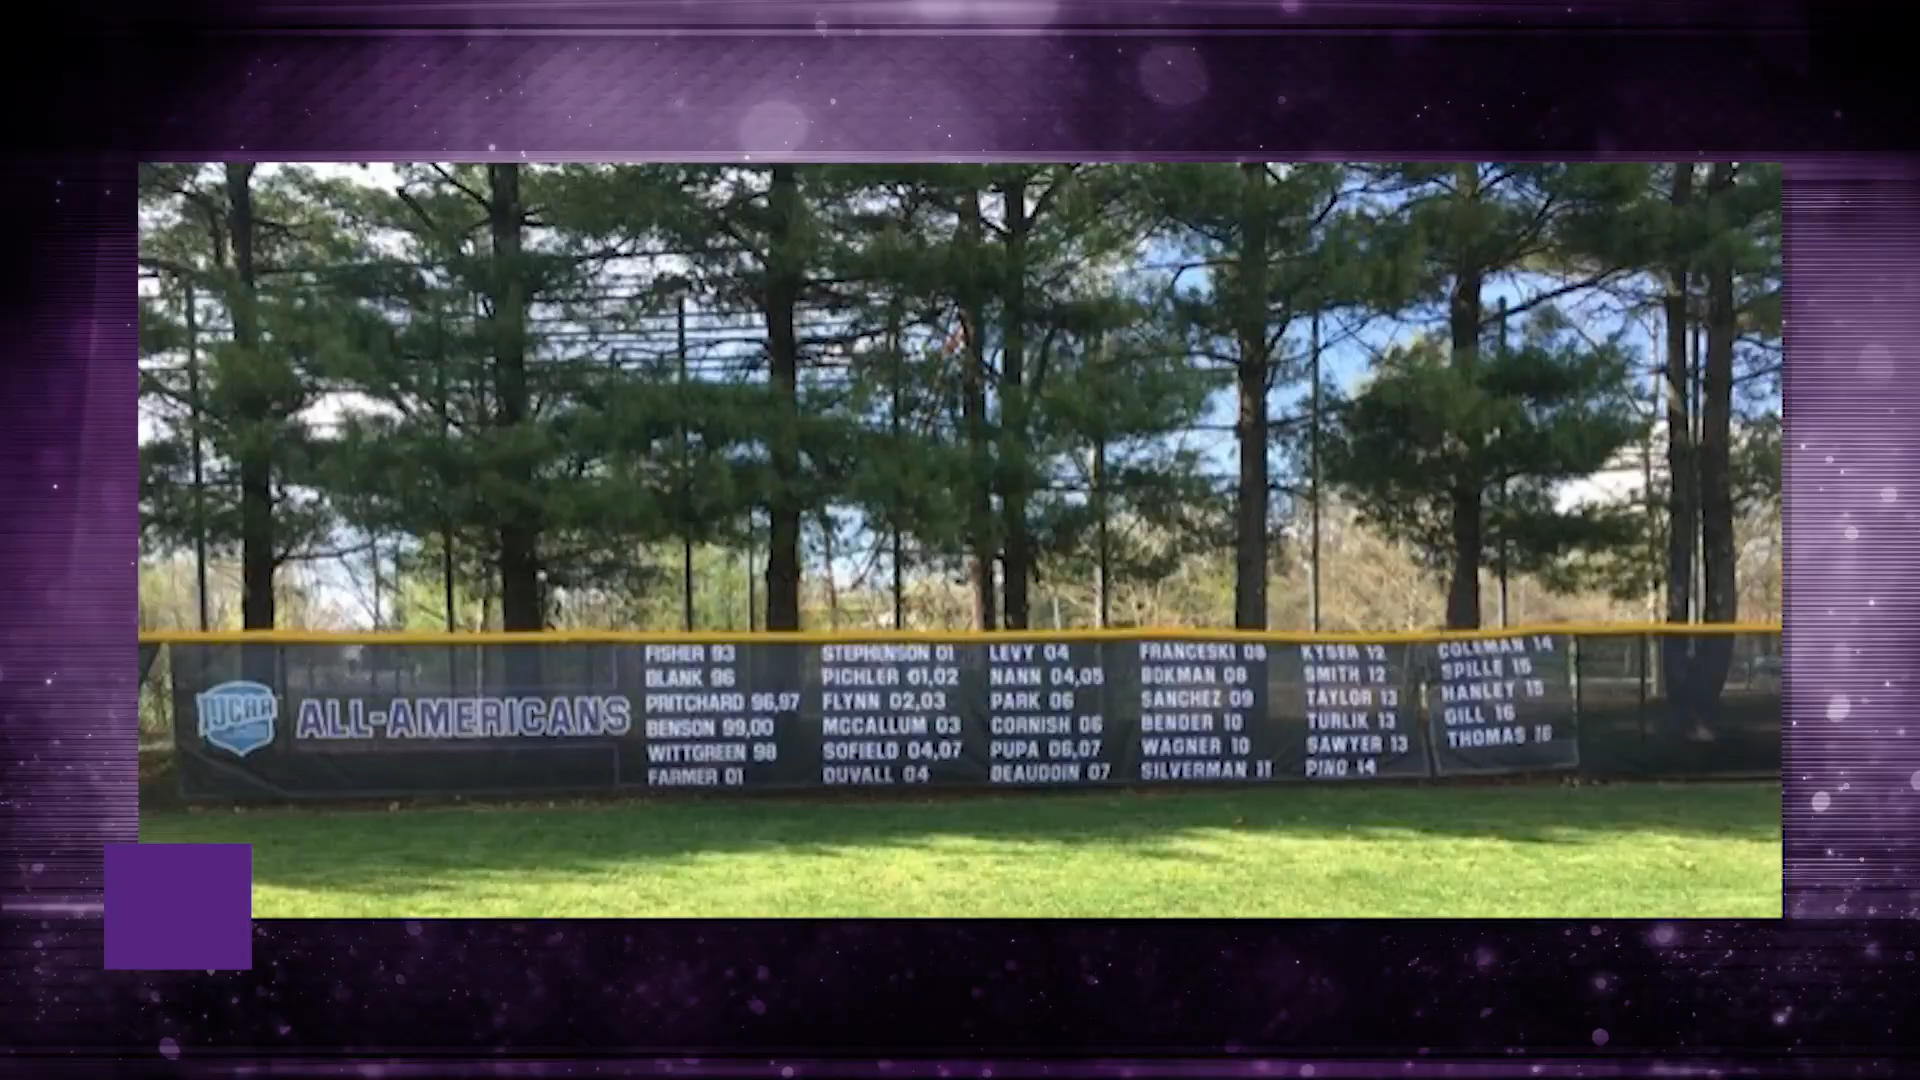 NJCAA
ALL-AMERICANS
FISHER 93
BLANK 96
PRITCHARD 96,97
BENSON 99,00
WITTGREEN 98
FARMER 01
STEPHENSON 01
PICHLER 01,02
FLYNN 02,03
MCCALLUM 03
SOFIELD 04,07
DUVALL 04
LEVY 04
NANN 04,05
PARK 06
CORNISH 06
PUPA 06,07
BEAUDOIN 07
FRANCESKI 08
BOKMAN 08
SANCHEZ 09
BENDER 10
WAGNER 10
SILVERMAN 11
KYSER 12
SMITH 12
TAYLOR 13
TURLIK 13
SAWYER 13
PINO 14
COLEMAN 14
SPILLE 15
HANLEY 15
GILL 16
THOMAS 16